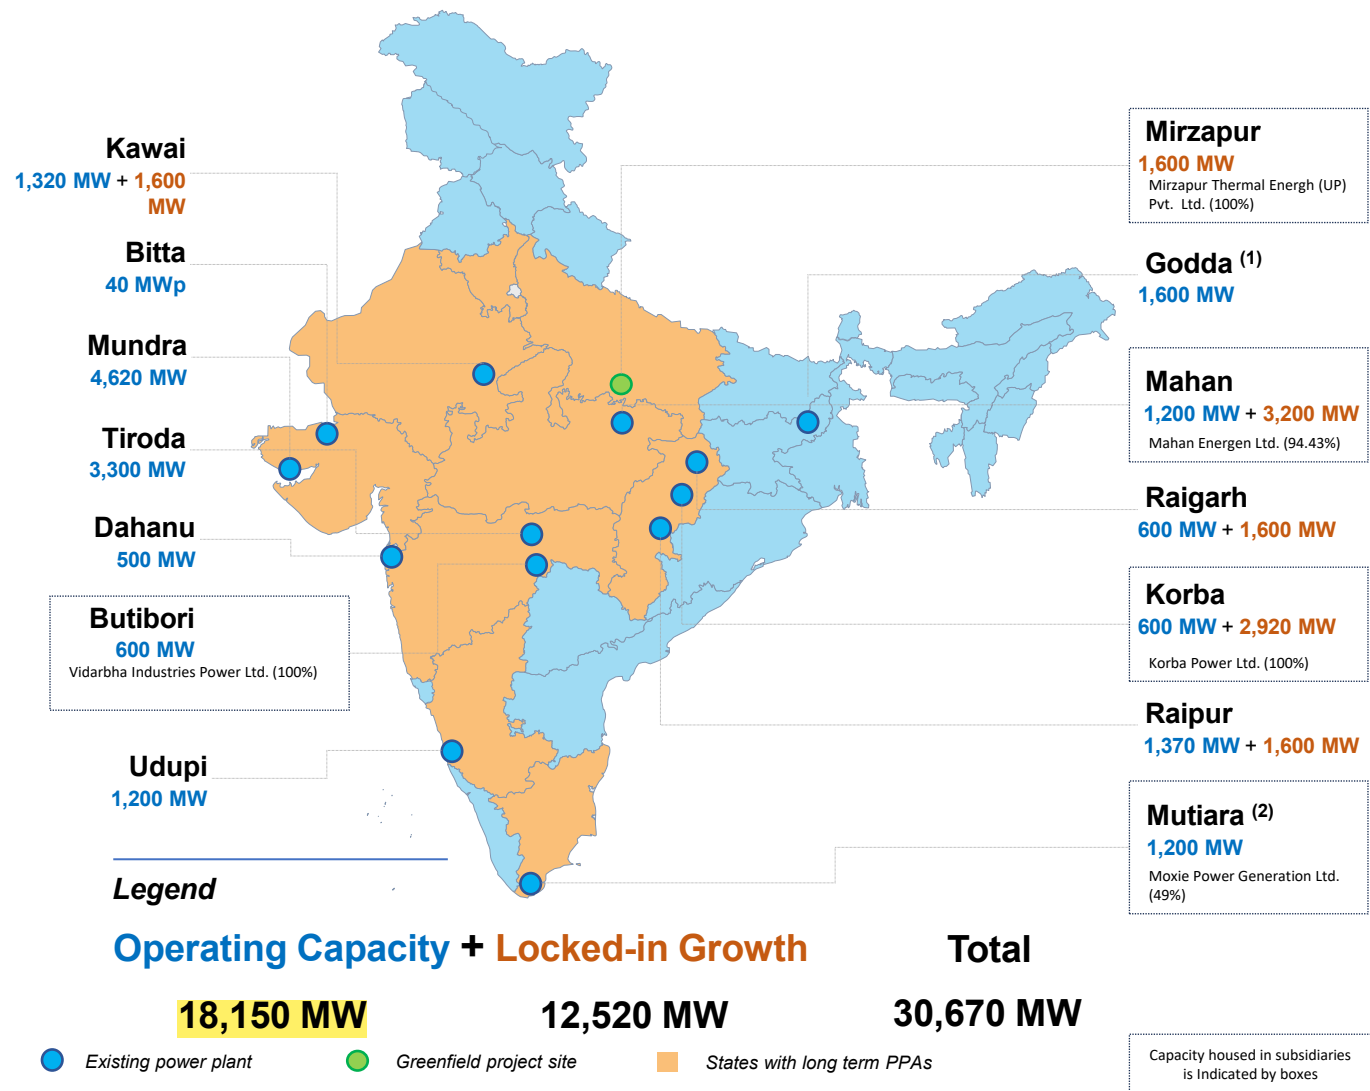 Kawai
1,320 MW + 1,600
MW
Bitta
40 MWp
Mundra
4,620 MW
Tiroda
3,300 MW
Dahanu
500 MW
Butibori
600 MW
Vidarbha Industries Power Ltd. (100%)
Udupi
1,200 MW
Mirzapur
1,600 MW
Mirzapur Thermal Energh (UP)
Pvt. Ltd. (100%)
Godda (1)
1,600 MW
Mahan
1,200 MW + 3,200 MW
Mahan Energen Ltd. (94.43%)
Raigarh
600 MW + 1,600 MW
Korba
600 MW + 2,920 MW
Korba Power Ltd. (100%)
Raipur
1,370 MW + 1,600 MW
Mutiara (2)
1,200 MW
Moxie Power Generation Ltd.
(49%)
Legend
Operating Capacity + Locked-in Growth Total
18,150 MW 12,520 MW 30,670 MW
Existing power plant Greenfield project site States with long term PPAs
Capacity housed in subsidiaries
is Indicated by boxes